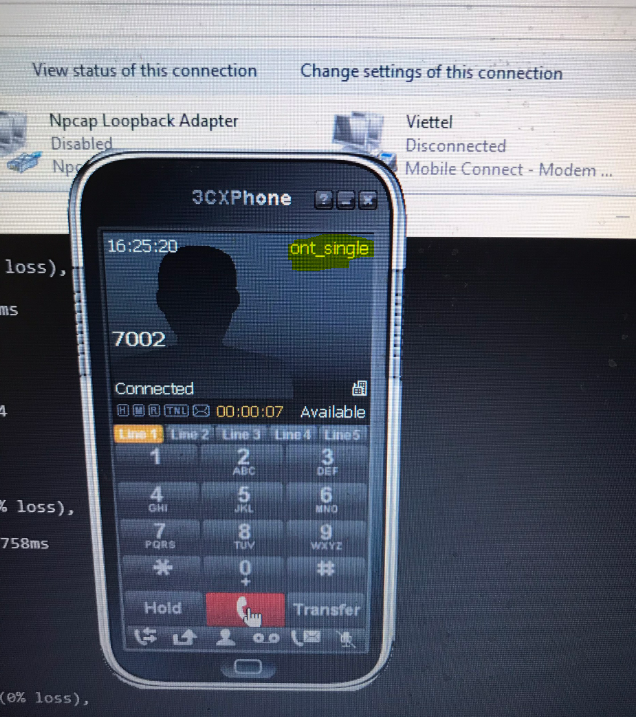 View status of this connection
Change settings of this connection
Npcap Loopback Adapter
Disabled
Npc
Viettel
Disconnected
Mobile Connect - Modem ...
3CXPhone
?
16:25:20
ont_single
loss),
ms
7002
Connected
4
H M R TNL 00:00:07 Available
Line 1 Line 2 Line 3 Line 4 Line 5
1 2 3
ABC DEF
4 5 6
GHI JKL MNO
% loss),
7 8 9
758ms
PQRS TUV WXYZ
* 0 #
+
Hold Transfer
(0% loss),